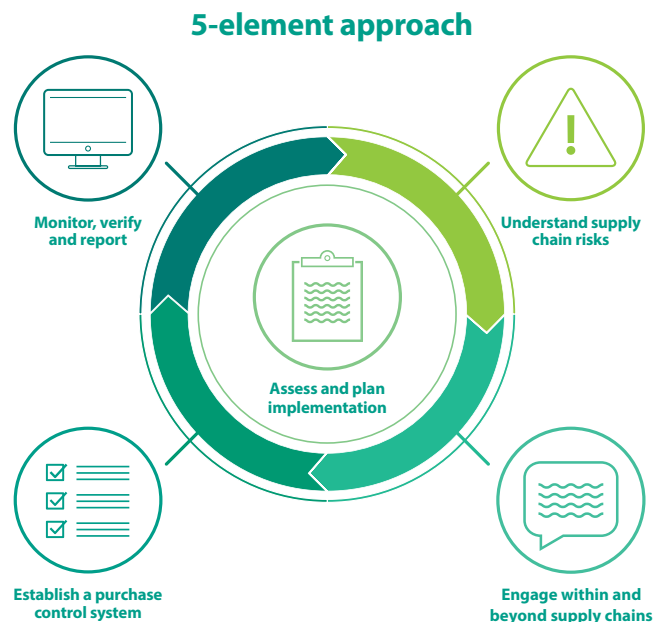 5-element approach
Monitor, verify
and report
Understand supply
chain risks
Assess and plan
implementation
Establish a purchase
control system
Engage within and
beyond supply chains